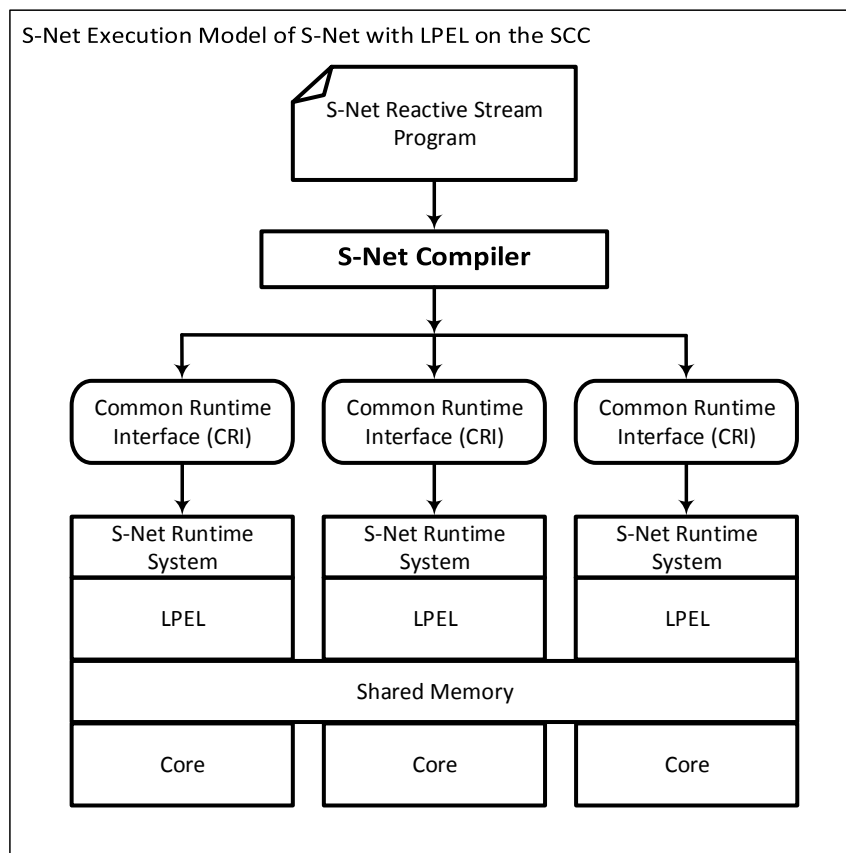 S-Net Execution Model of S-Net with LPEL on the SCC
S-Net Reactive Stream
Program
S-Net Compiler
Common Runtime
Interface (CRI)
Common Runtime
Interface (CRI)
Common Runtime
Interface (CRI)
S-Net Runtime
System
S-Net Runtime
System
S-Net Runtime
System
LPEL
LPEL
LPEL
Shared Memory
Core
Core
Core